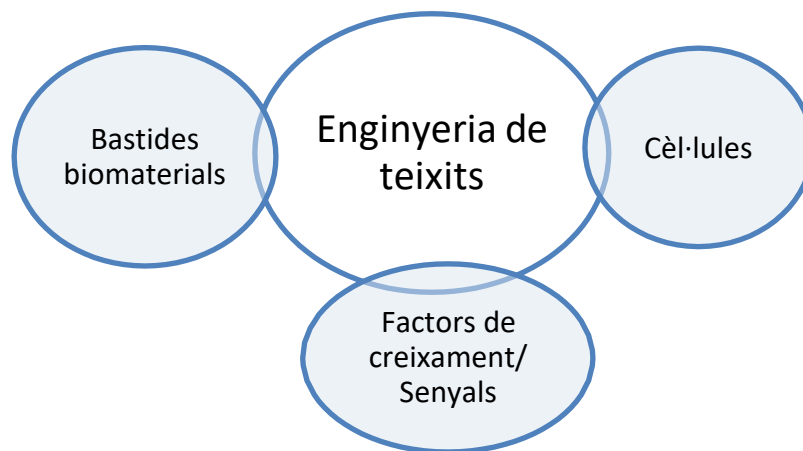 Bastides
biomaterials
Enginyeria de
teixits
Cèl·lules
Factors de
creixament/
Senyals